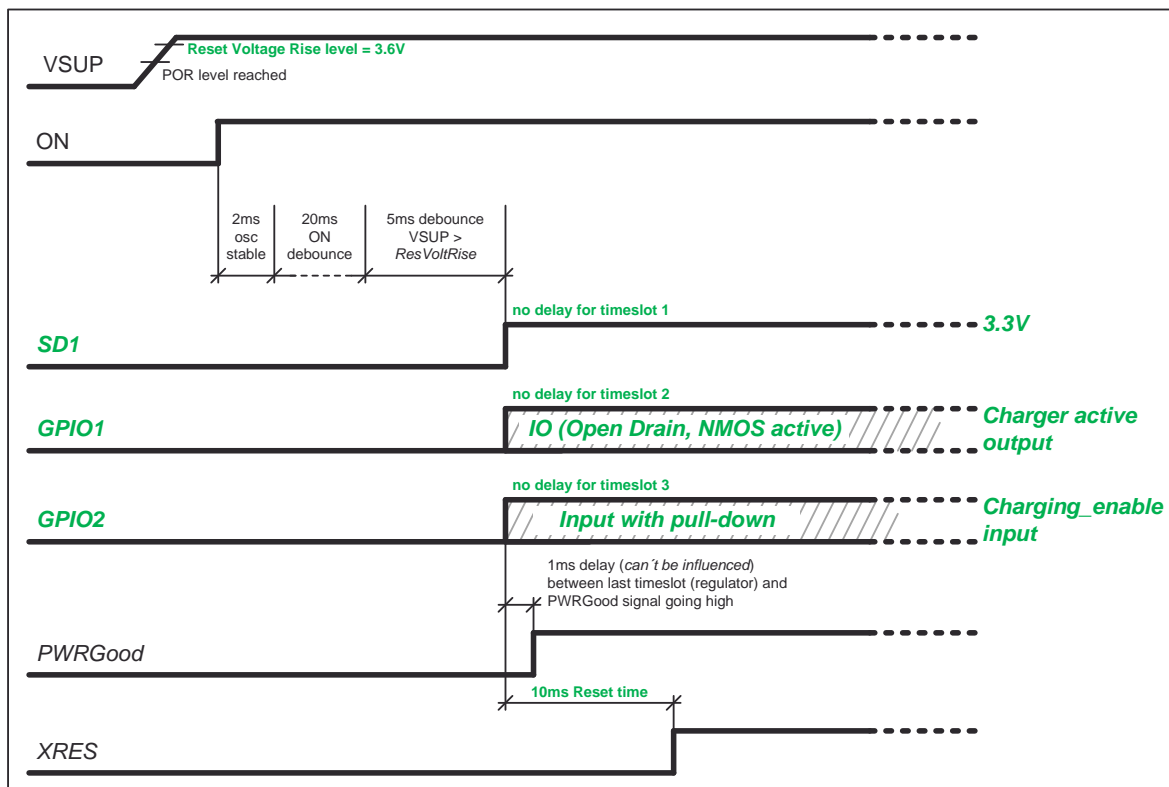 VSUP
Reset Voltage Rise level = 3.6V
POR level reached
ON
2ms
osc
stable
20ms
ON
debounce
5ms debounce
VSUP >
ResVoltRise
SD1
no delay for timeslot 1
3.3V
GPIO1
no delay for timeslot 2
IO (Open Drain, NMOS active)
Charger active
output
GPIO2
no delay for timeslot 3
Input with pull-down
Charging_enable
input
1ms delay (can´t be influenced)
between last timeslot (regulator) and
PWRGood signal going high
PWRGood
10ms Reset time
XRES